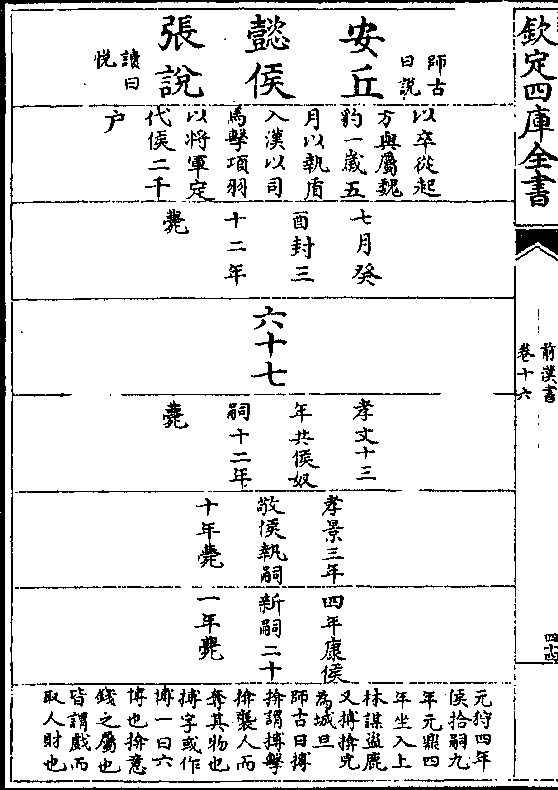 欽定四庫全書
前漢書
卷十六
四十四
安丘
師古
曰說
懿侯
張說
讀曰
悅
以卒從起
方與屬魏
豹一歲五
月以執盾
入漢以司
馬擊項羽
以將軍定
代侯二千
户
七月癸
酉封三
十二年
薨
六十七
孝文十三
年共侯奴
嗣十二年
薨
孝景三年
敬侯執嗣
十年薨
四年康侯
新嗣二十
一年薨
元狩四年
侯拾嗣九
年元鼎四
年坐入上
林謀盜鹿
又搏揜完
為城旦
師古曰搏
揜謂搏擊
揜襲人而
奪其物也
搏字或作
博一曰六
博也揜意
錢之屬也
皆謂戲而
取人財也